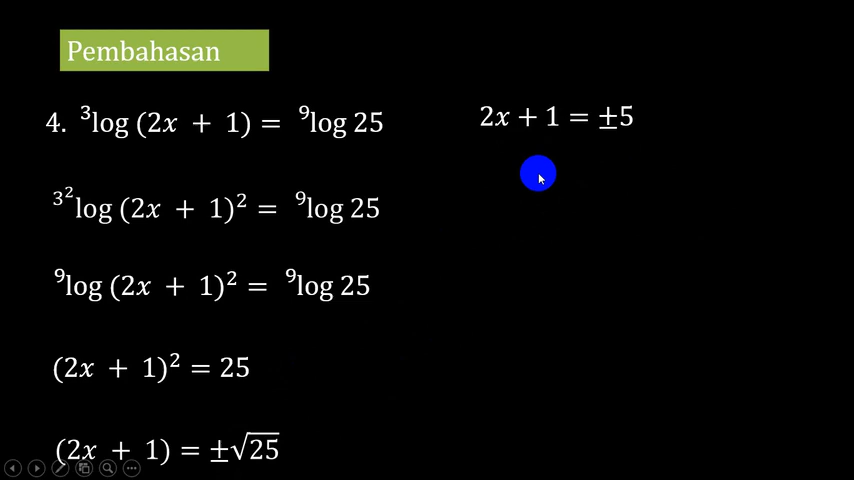 Pembahasan
4. ³log (2x + 1) = ⁹log 25
3²log (2x + 1)² = ⁹log 25
⁹log (2x + 1)² = ⁹log 25
(2x + 1)² = 25
(2x + 1) = ±√25
2x + 1 = ±5